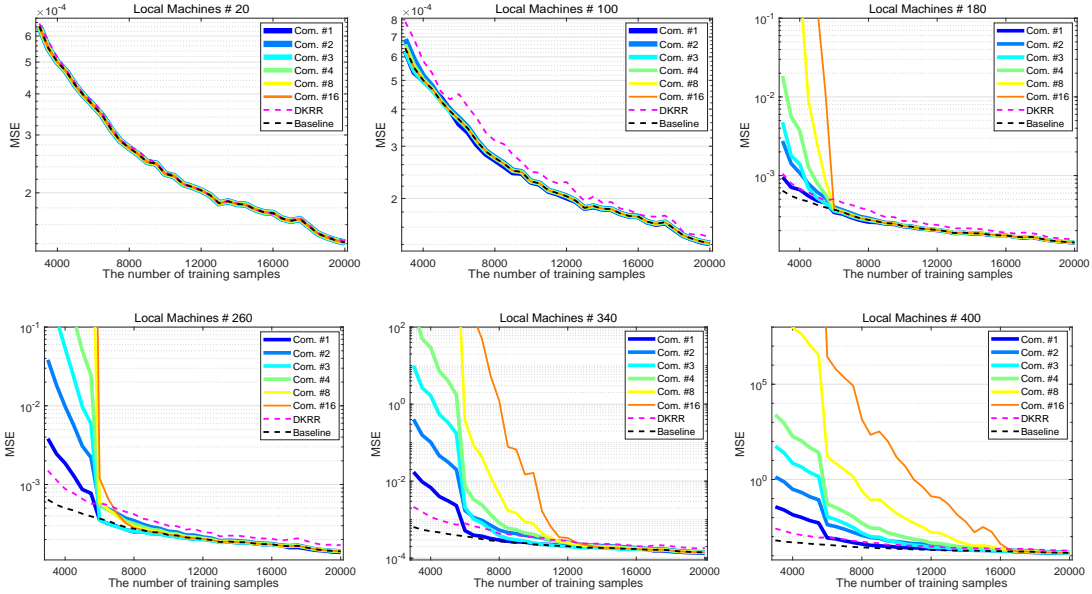 Local Machines # 20
×10^-4
6
5
4
3
2
MSE
4000 8000 12000 16000 20000
The number of training samples
Com. #1
Com. #2
Com. #3
Com. #4
Com. #8
Com. #16
DKRR
Baseline
Local Machines # 100
×10^-4
8
7
6
5
4
3
2
MSE
4000 8000 12000 16000 20000
The number of training samples
Com. #1
Com. #2
Com. #3
Com. #4
Com. #8
Com. #16
DKRR
Baseline
Local Machines # 180
10^-1
10^-2
10^-3
MSE
4000 8000 12000 16000 20000
The number of training samples
Com. #1
Com. #2
Com. #3
Com. #4
Com. #8
Com. #16
DKRR
Baseline
Local Machines # 260
10^-1
10^-2
10^-3
MSE
4000 8000 12000 16000 20000
The number of training samples
Com. #1
Com. #2
Com. #3
Com. #4
Com. #8
Com. #16
DKRR
Baseline
Local Machines # 340
10^2
10^0
10^-2
10^-4
MSE
4000 8000 12000 16000 20000
The number of training samples
Com. #1
Com. #2
Com. #3
Com. #4
Com. #8
Com. #16
DKRR
Baseline
Local Machines # 400
10^5
10^0
MSE
4000 8000 12000 16000 20000
The number of training samples
Com. #1
Com. #2
Com. #3
Com. #4
Com. #8
Com. #16
DKRR
Baseline